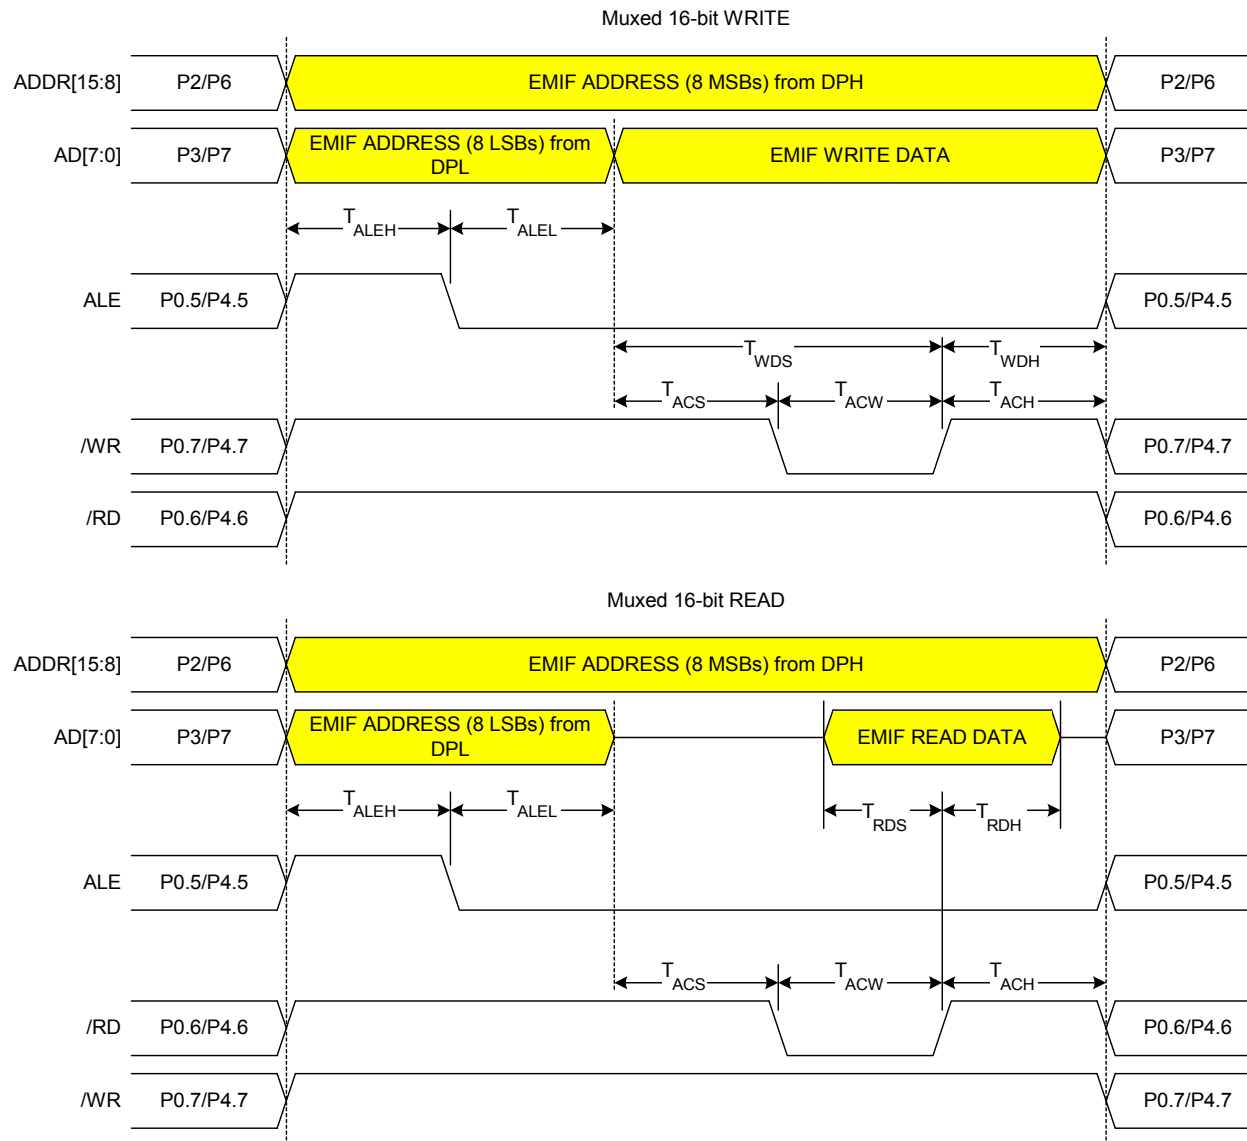 Muxed 16-bit WRITE
ADDR[15:8] P2/P6 EMIF ADDRESS (8 MSBs) from DPH P2/P6
AD[7:0] P3/P7 EMIF ADDRESS (8 LSBs) from DPL EMIF WRITE DATA P3/P7
TALEH TALEL
ALE P0.5/P4.5 P0.5/P4.5
TWDS TWDH
TACS TACW TACH
/WR P0.7/P4.7 P0.7/P4.7
/RD P0.6/P4.6 P0.6/P4.6
Muxed 16-bit READ
ADDR[15:8] P2/P6 EMIF ADDRESS (8 MSBs) from DPH P2/P6
AD[7:0] P3/P7 EMIF ADDRESS (8 LSBs) from DPL EMIF READ DATA P3/P7
TALEH TALEL TRDS TRDH
ALE P0.5/P4.5 P0.5/P4.5
TACS TACW TACH
/RD P0.6/P4.6 P0.6/P4.6
/WR P0.7/P4.7 P0.7/P4.7